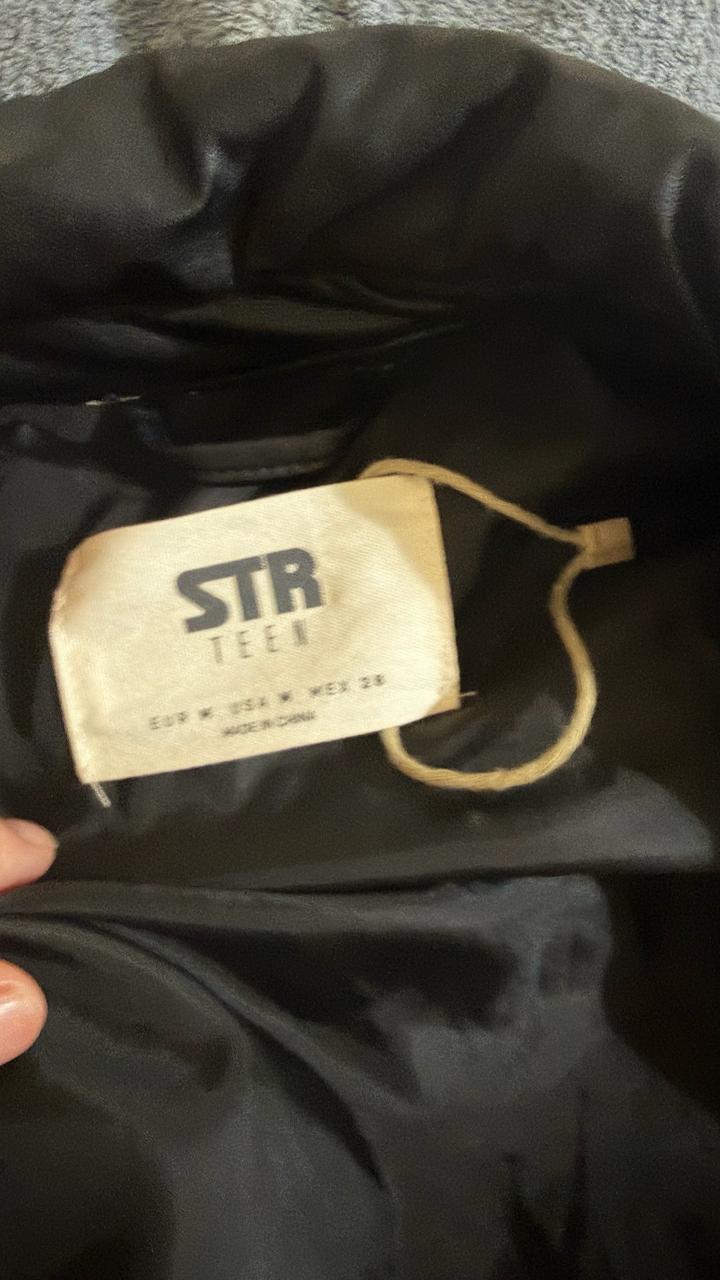 STR
TEEN
EUR M USA M MEX 28
MADE IN CHINA